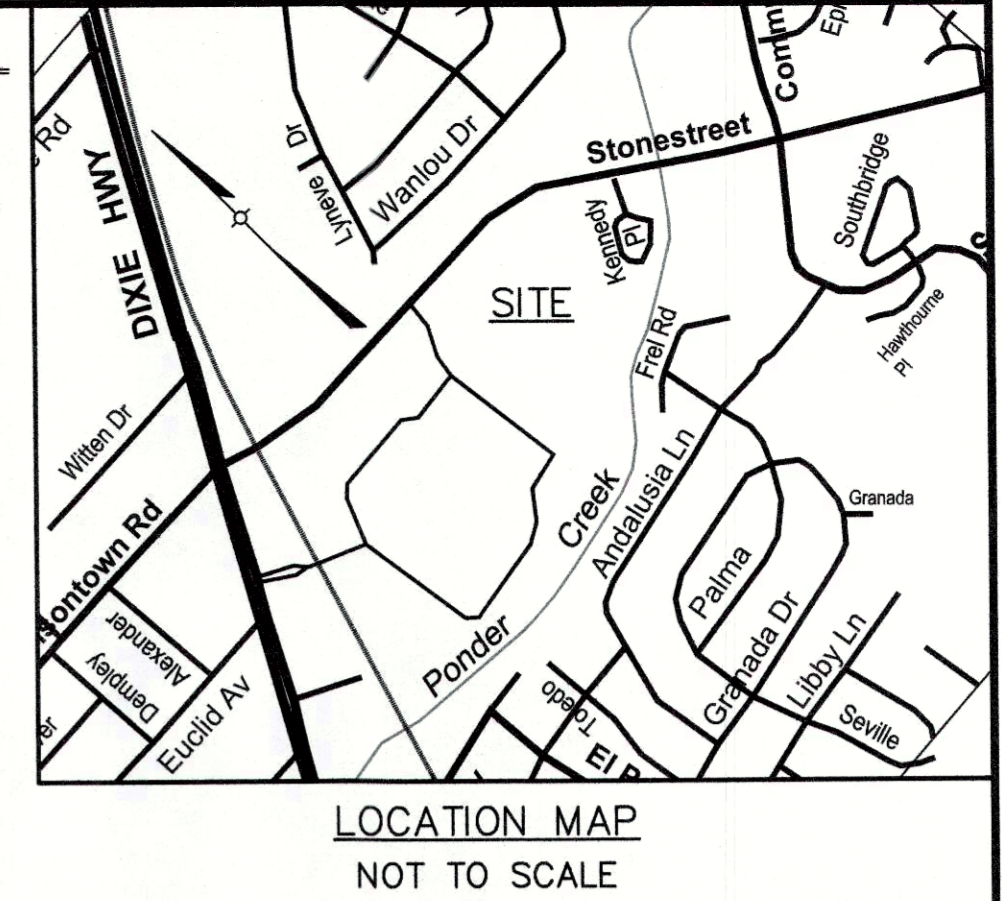 Comm
Stonestreet
e Rd
DIXIE HWY
Lyneve Dr
Wanlou Dr
Kennedy
Pl
Southbridge
SITE
Hawthourne
Pl
Frel Rd
Witten Dr
Andalusia Ln
Creek
Granada
Palma
Alexander
Dempley
Ponder
Granada Dr
Libby Ln
Toledo
Seville
Euclid Av
LOCATION MAP
NOT TO SCALE